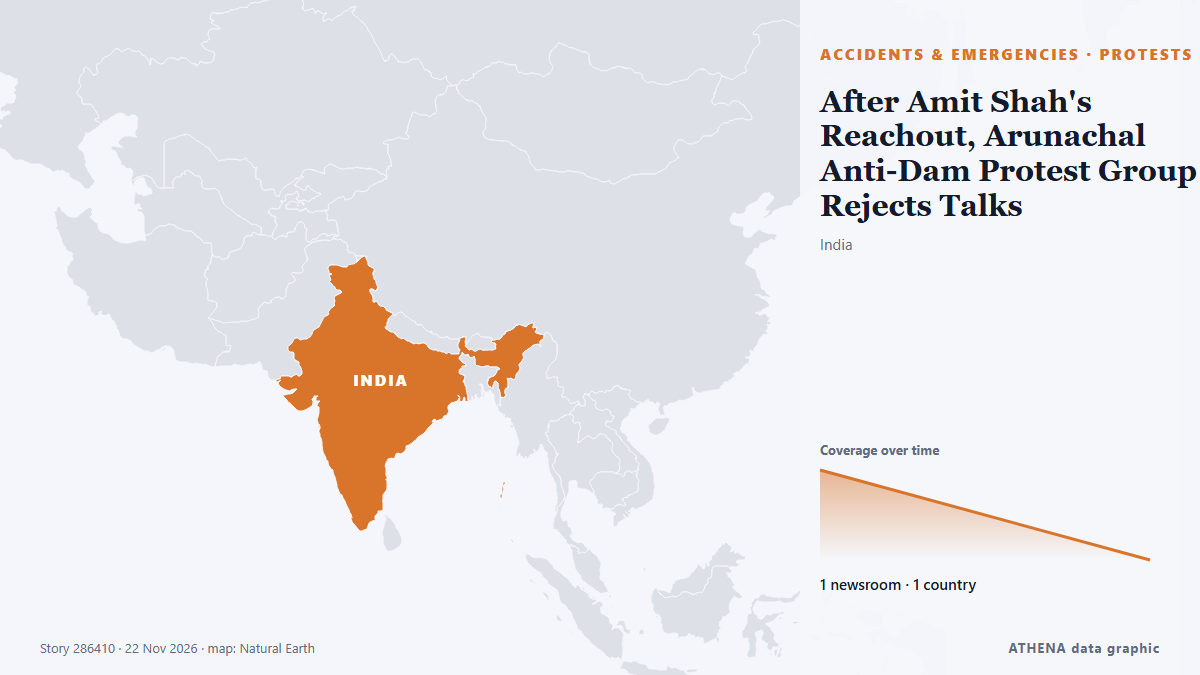 ACCIDENTS & EMERGENCIES · PROTESTS
After Amit Shah's
Reachout, Arunachal
Anti-Dam Protest Group
Rejects Talks
India
INDIA
Coverage over time
1 newsroom · 1 country
Story 286410 · 22 Nov 2026 · map: Natural Earth
ATHENA data graphic